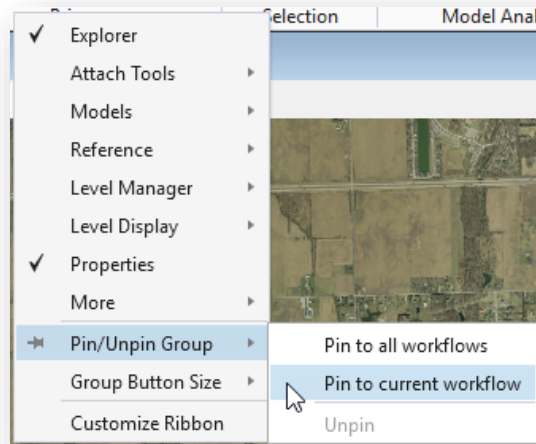 Selection
Model Anal
Explorer
Attach Tools
Models
Reference
Level Manager
Level Display
Properties
More
Pin/Unpin Group
Pin to all workflows
Group Button Size
Pin to current workflow
Customize Ribbon
Unpin